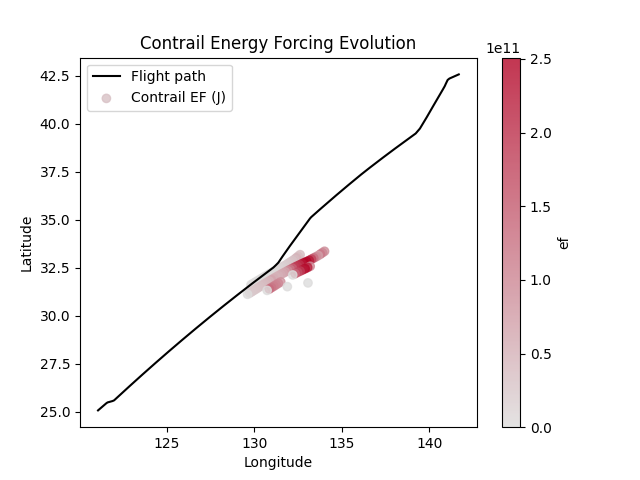 Contrail Energy Forcing Evolution
1e11
Flight path
Contrail EF (J)
42.5
40.0
37.5
35.0
32.5
30.0
27.5
25.0
Latitude
125
130
135
140
Longitude
2.5
2.0
1.5
1.0
0.5
0.0
ef